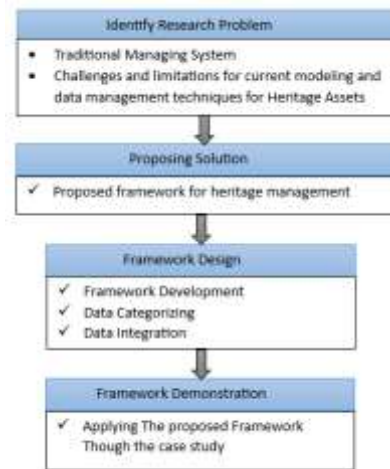 Identify Research Problem
• Traditional Managing System
• Challenges and limitations for current modeling and
data management techniques for Heritage Assets
Proposing Solution
✓ Proposed framework for heritage management
Framework Design
✓ Framework Development
✓ Data Categorizing
✓ Data Integration
Framework Demonstration
✓ Applying The proposed Framework
Though the case study